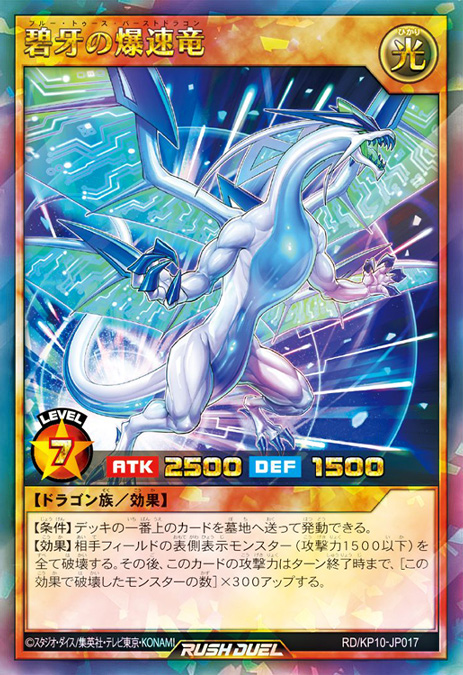 ブルー・トゥース・バーストドラゴン
碧牙の爆速竜
ひかり
光
LEVEL
7
ATK 2500 DEF 1500
【ドラゴン族/効果】
【条件】デッキの一番上のカードを墓地へ送って発動できる。
【効果】相手フィールドの表側表示モンスター(攻撃力1500以下)を
全て破壊する。その後、このカードの攻撃力はターン終了時まで、[この
効果で破壊したモンスターの数]×300アップする。
©スタジオ・ダイス/集英社・テレビ東京・KONAMI
RUSH DUEL
RD/KP10-JP017